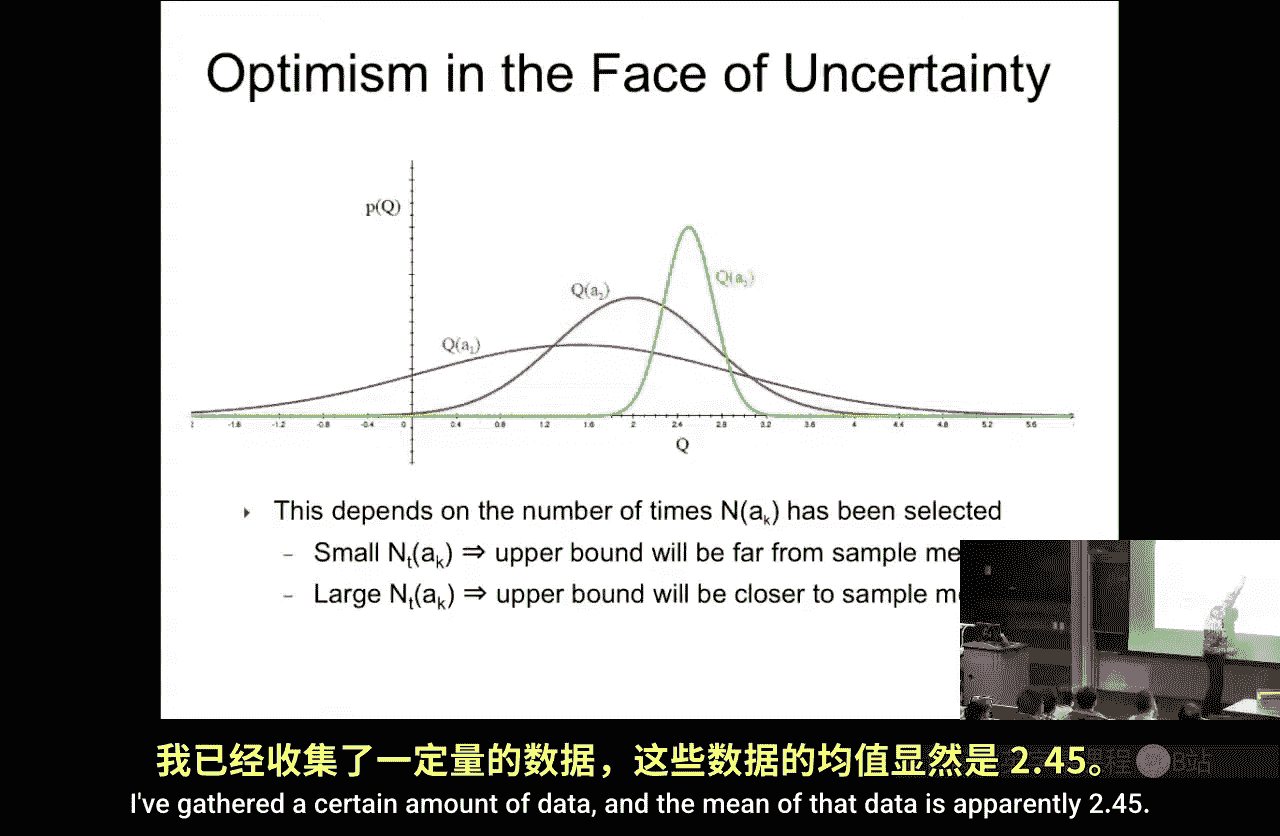 Optimism in the Face of Uncertainty
p(Q)
Q(a₃)
Q(a₂)
Q(a₁)
-1.6 -1.2 -0.8 -0.4 0 0.4 0.8 1.2 1.6 2 2.4 2.8 3.2 3.6 4 4.4 4.8 5.2 5.6
Q
This depends on the number of times N(aₖ) has been selected
– Small Nₜ(aₖ) ⇒ upper bound will be far from sample me
– Large Nₜ(aₖ) ⇒ upper bound will be closer to sample m
我已经收集了一定量的数据，这些数据的均值显然是 2.45。
I've gathered a certain amount of data, and the mean of that data is apparently 2.45.